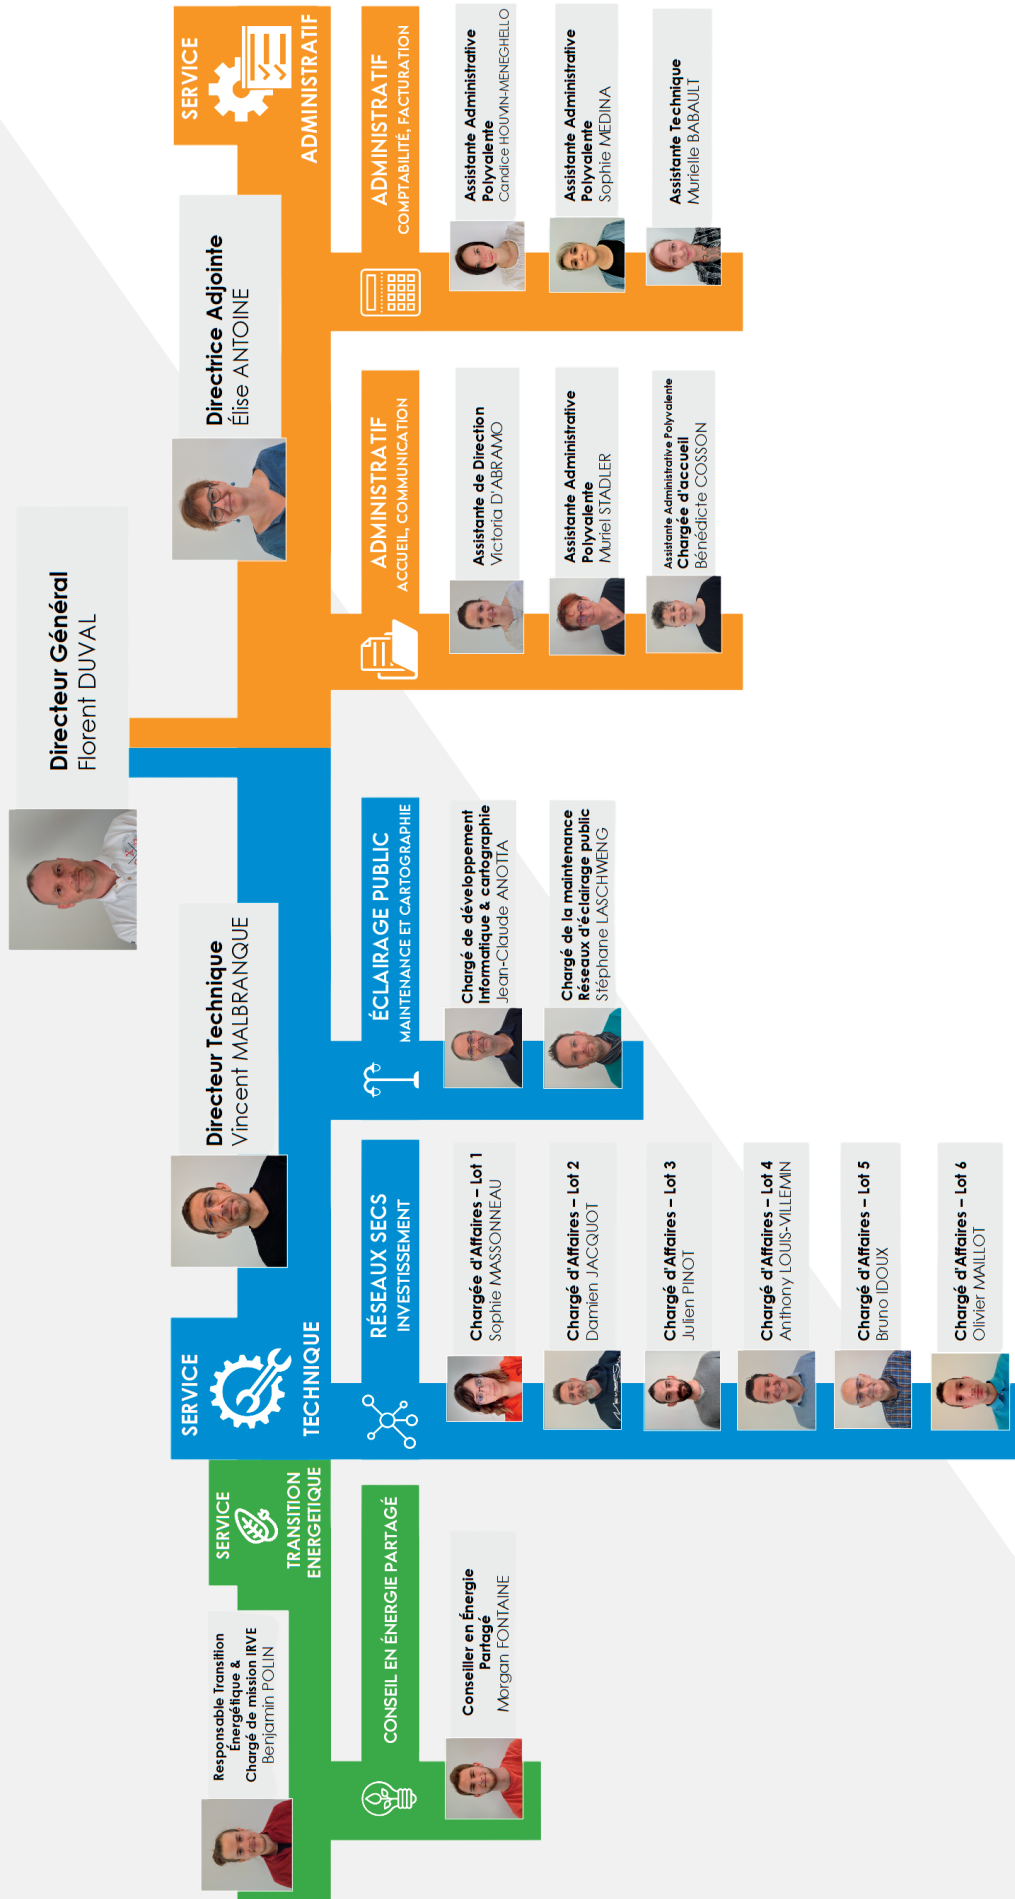 Directeur Général
Florent DUVAL
Responsable Transition
Énergétique &
Chargé de mission IRVE
Benjamin POLIN
SERVICE
TRANSITION
ENERGETIQUE
SERVICE
TECHNIQUE
Directeur Technique
Vincent MALBRANQUE
Directrice Adjointe
Élise ANTOINE
SERVICE
ADMINISTRATIF
CONSEIL EN ÉNERGIE PARTAGÉ
Conseiller en Énergie
Partagé
Morgan FONTAINE
RÉSEAUX SECS
INVESTISSEMENT
Chargée d'Affaires – Lot 1
Sophie MASSONNEAU
Chargé d'Affaires – Lot 2
Damien JACQUOT
Chargé d'Affaires – Lot 3
Julien PINOT
Chargé d'Affaires – Lot 4
Anthony LOUIS-VILLEMIN
Chargé d'Affaires – Lot 5
Bruno IDOUX
Chargé d'Affaires – Lot 6
Olivier MAILLOT
ÉCLAIRAGE PUBLIC
MAINTENANCE ET CARTOGRAPHIE
Chargé de développement
Informatique & cartographie
Jean-Claude ANOTTA
Chargé de la maintenance
Réseaux d'éclairage public
Stéphane LASCHWENG
ADMINISTRATIF
ACCUEIL, COMMUNICATION
Assistante de Direction
Victoria D'ABRAMO
Assistante Administrative
Polyvalente
Muriel STADLER
Assistante Administrative Polyvalente
Chargée d'accueil
Bénédicte COSSON
ADMINISTRATIF
COMPTABILITÉ, FACTURATION
Assistante Administrative
Polyvalente
Candice HOUVIN-MENEGHELLO
Assistante Administrative
Polyvalente
Sophie MEDINA
Assistante Technique
Murielle BABAULT